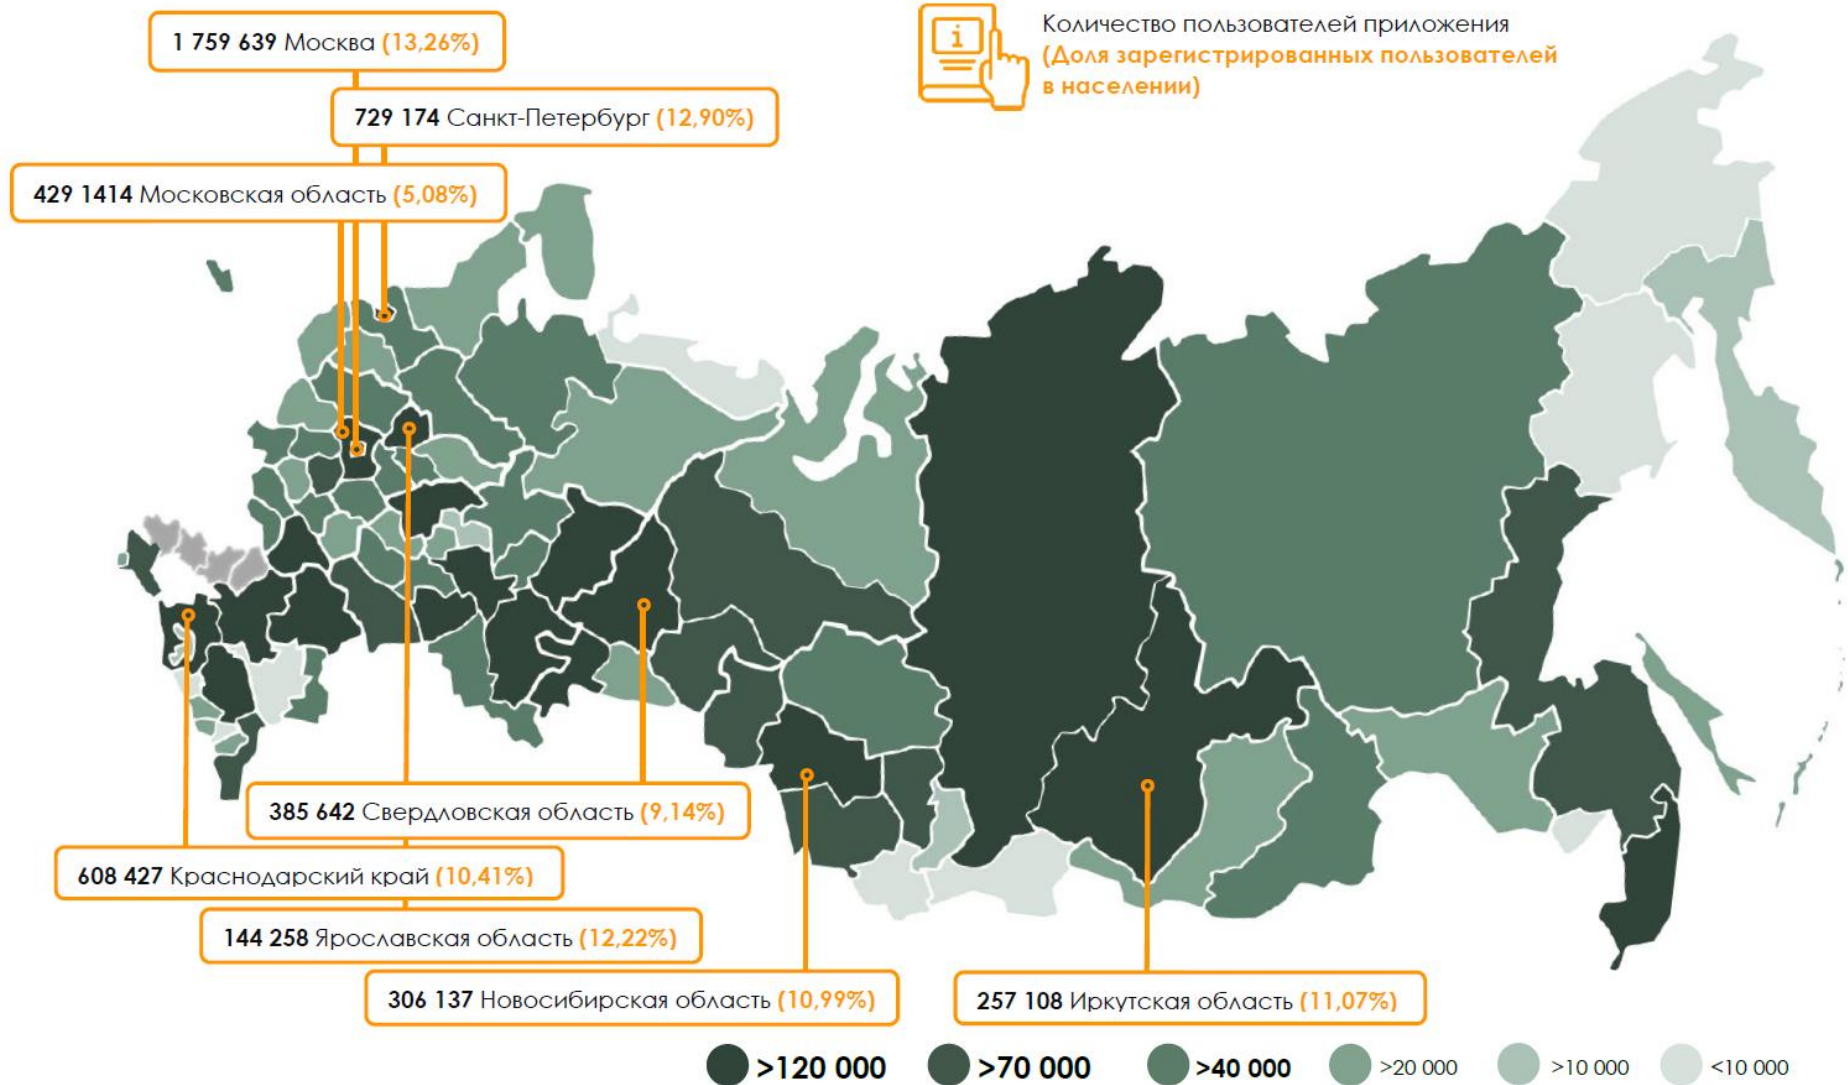 1 759 639 Москва (13,26%)
Количество пользователей приложения
(Доля зарегистрированных пользователей
в населении)
i
729 174 Санкт-Петербург (12,90%)
429 1414 Московская область (5,08%)
385 642 Свердловская область (9,14%)
608 427 Краснодарский край (10,41%)
144 258 Ярославская область (12,22%)
306 137 Новосибирская область (10,99%)
257 108 Иркутская область (11,07%)
>120 000 >70 000 >40 000 >20 000 >10 000 <10 000